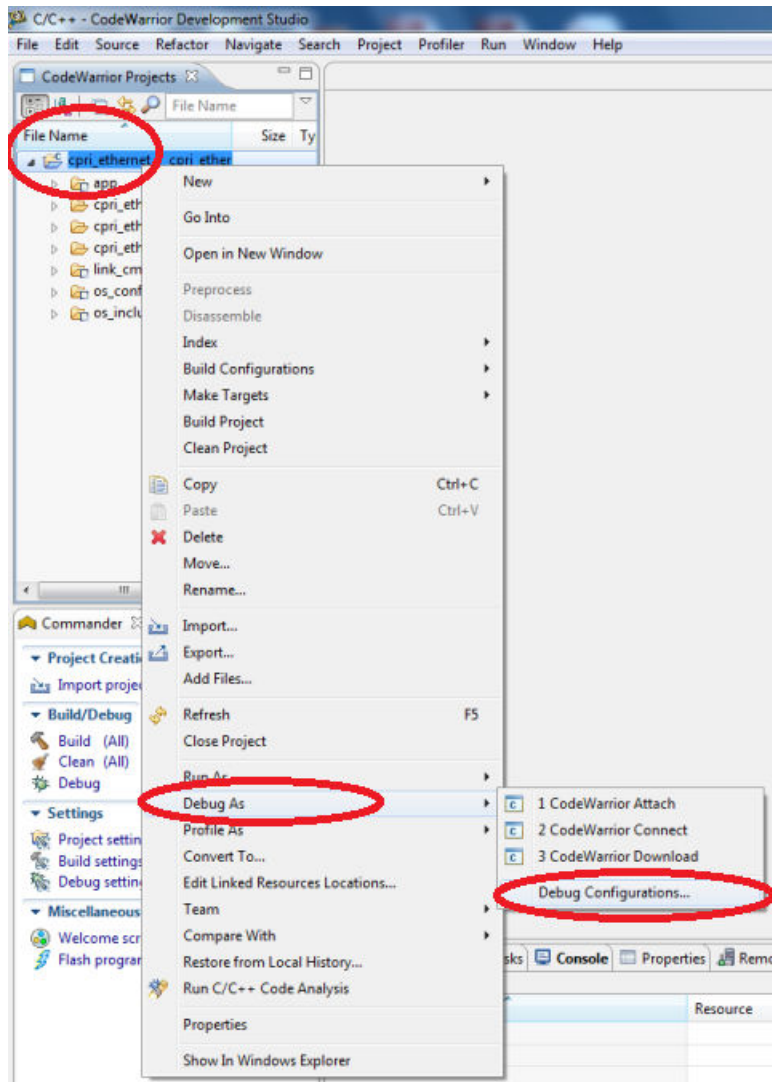 C/C++ - CodeWarrior Development Studio
File Edit Source Refactor Navigate Search Project Profiler Run Window Help
CodeWarrior Projects
File Name
File Name Size Ty
cpri_ethernet cpri_ether
app
cpri_eth
cpri_eth
cpri_eth
link_cm
os_conf
os_inclu
New
Go Into
Open in New Window
Preprocess
Disassemble
Index
Build Configurations
Make Targets
Build Project
Clean Project
Copy Ctrl+C
Paste Ctrl+V
Delete
Move...
Rename...
Import...
Export...
Add Files...
Refresh F5
Close Project
Run As
Debug As
Profile As
Convert To...
Edit Linked Resources Locations...
Team
Compare With
Restore from Local History...
Run C/C++ Code Analysis
Properties
Show In Windows Explorer
1 CodeWarrior Attach
2 CodeWarrior Connect
3 CodeWarrior Download
Debug Configurations...
Commander
Project Creati
Import projec
Build/Debug
Build (All)
Clean (All)
Debug
Settings
Project settin
Build settings
Debug settin
Miscellaneous
Welcome scr
Flash program
sks Console Properties Remo
Resource